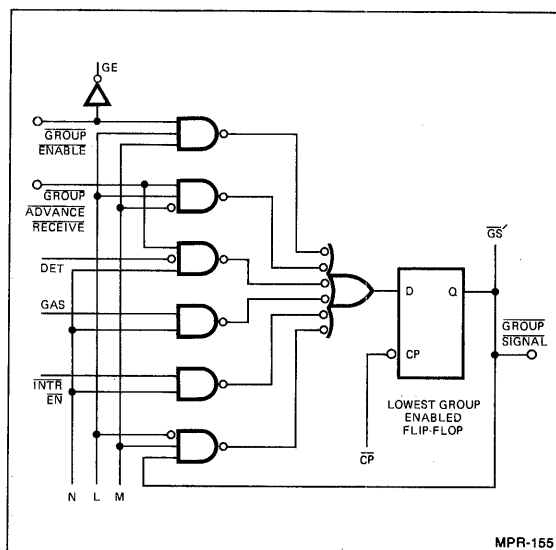 GE
GROUP
ENABLE
GROUP
ADVANCE
RECEIVE
DET
GAS
INTR
EN
N L M
D Q
CP
LOWEST GROUP
ENABLED
FLIP-FLOP
CP
GS'
GROUP
SIGNAL
MPR-155